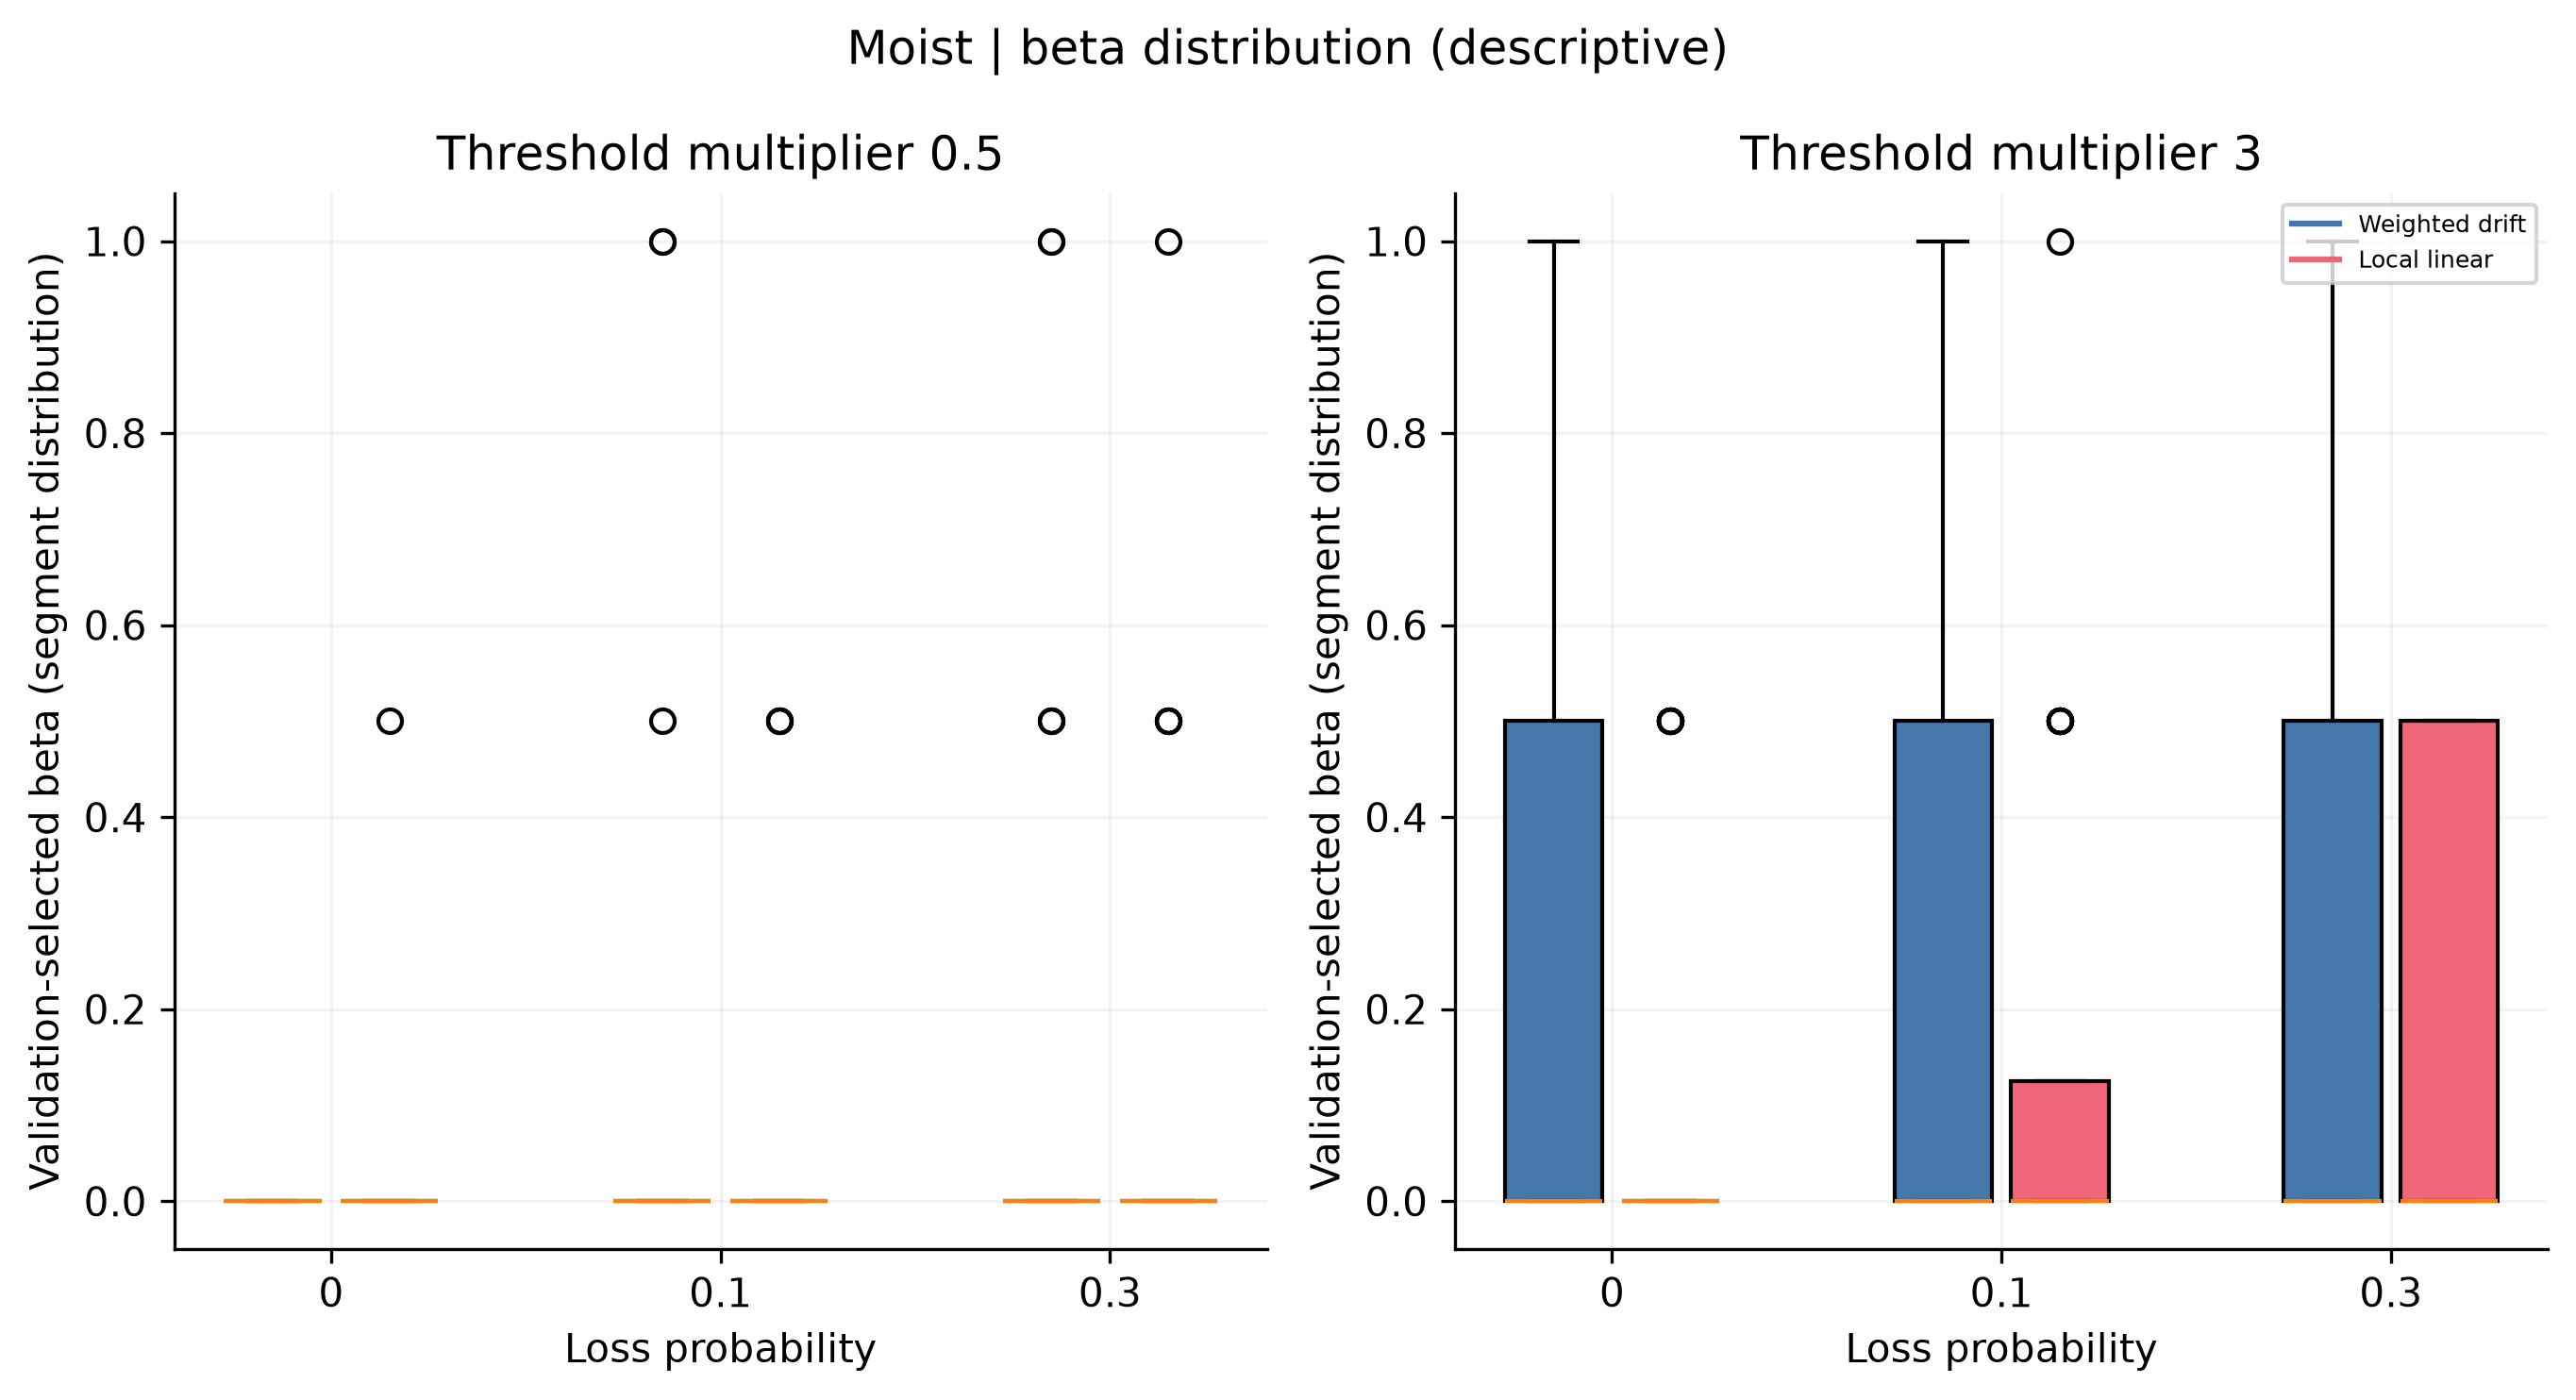 Moist | beta distribution (descriptive)
Threshold multiplier 0.5
Validation-selected beta (segment distribution)
1.0
0.8
0.6
0.4
0.2
0.0
0 0.1 0.3
Loss probability
Threshold multiplier 3
Validation-selected beta (segment distribution)
1.0
0.8
0.6
0.4
0.2
0.0
Weighted drift
Local linear
0 0.1 0.3
Loss probability